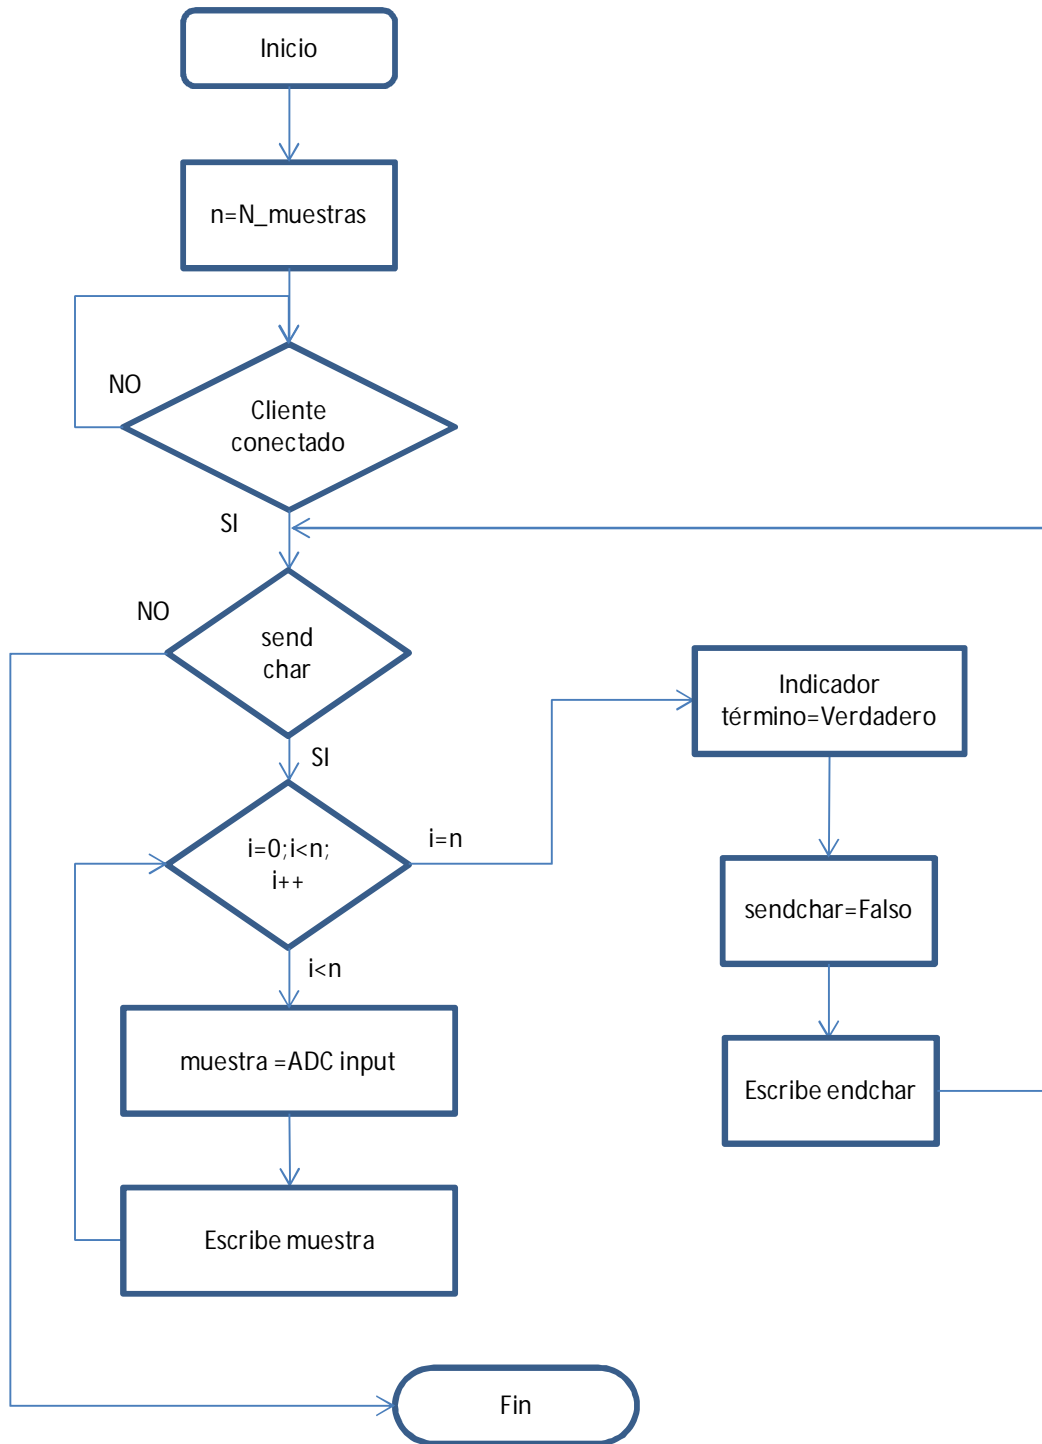 Inicio
n=N_muestras
NO
Cliente
conectado
SI
NO
send
char
SI
i=0;i<n;
i++
i=n
i<n
muestra =ADC input
Escribe muestra
Indicador
término=Verdadero
sendchar=Falso
Escribe endchar
Fin